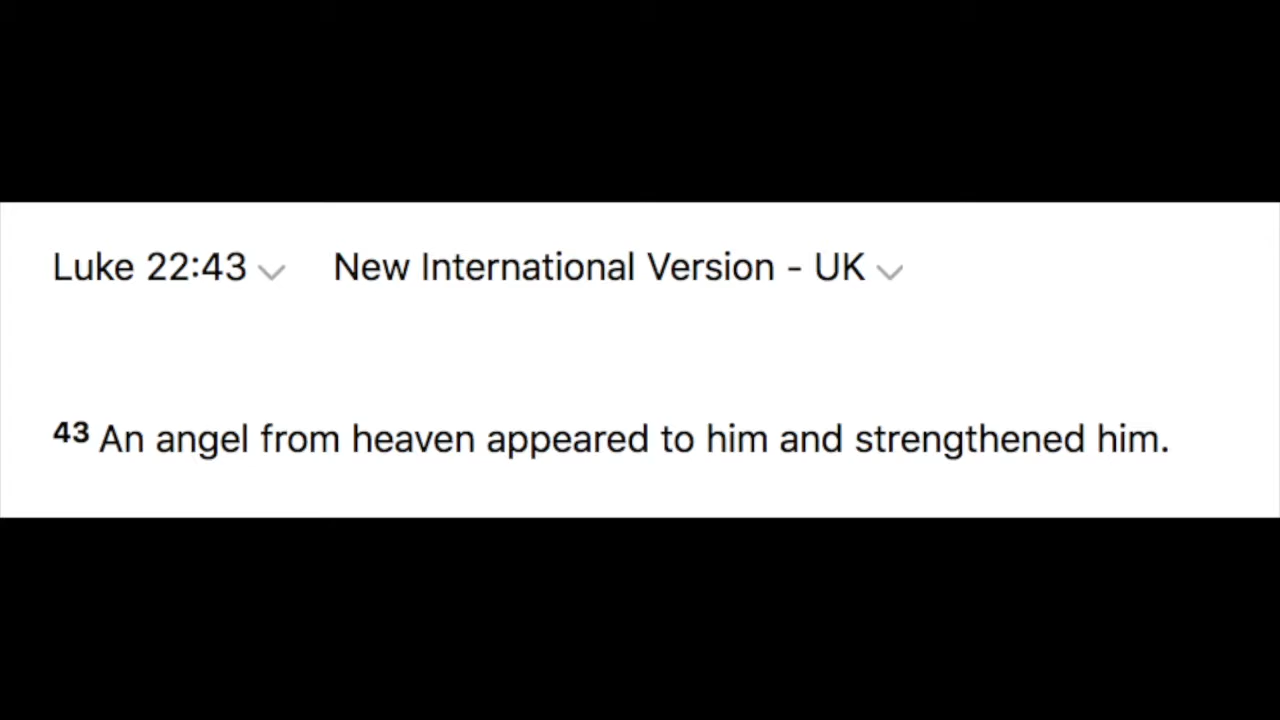 Luke 22:43 New International Version - UK
43 An angel from heaven appeared to him and strengthened him.